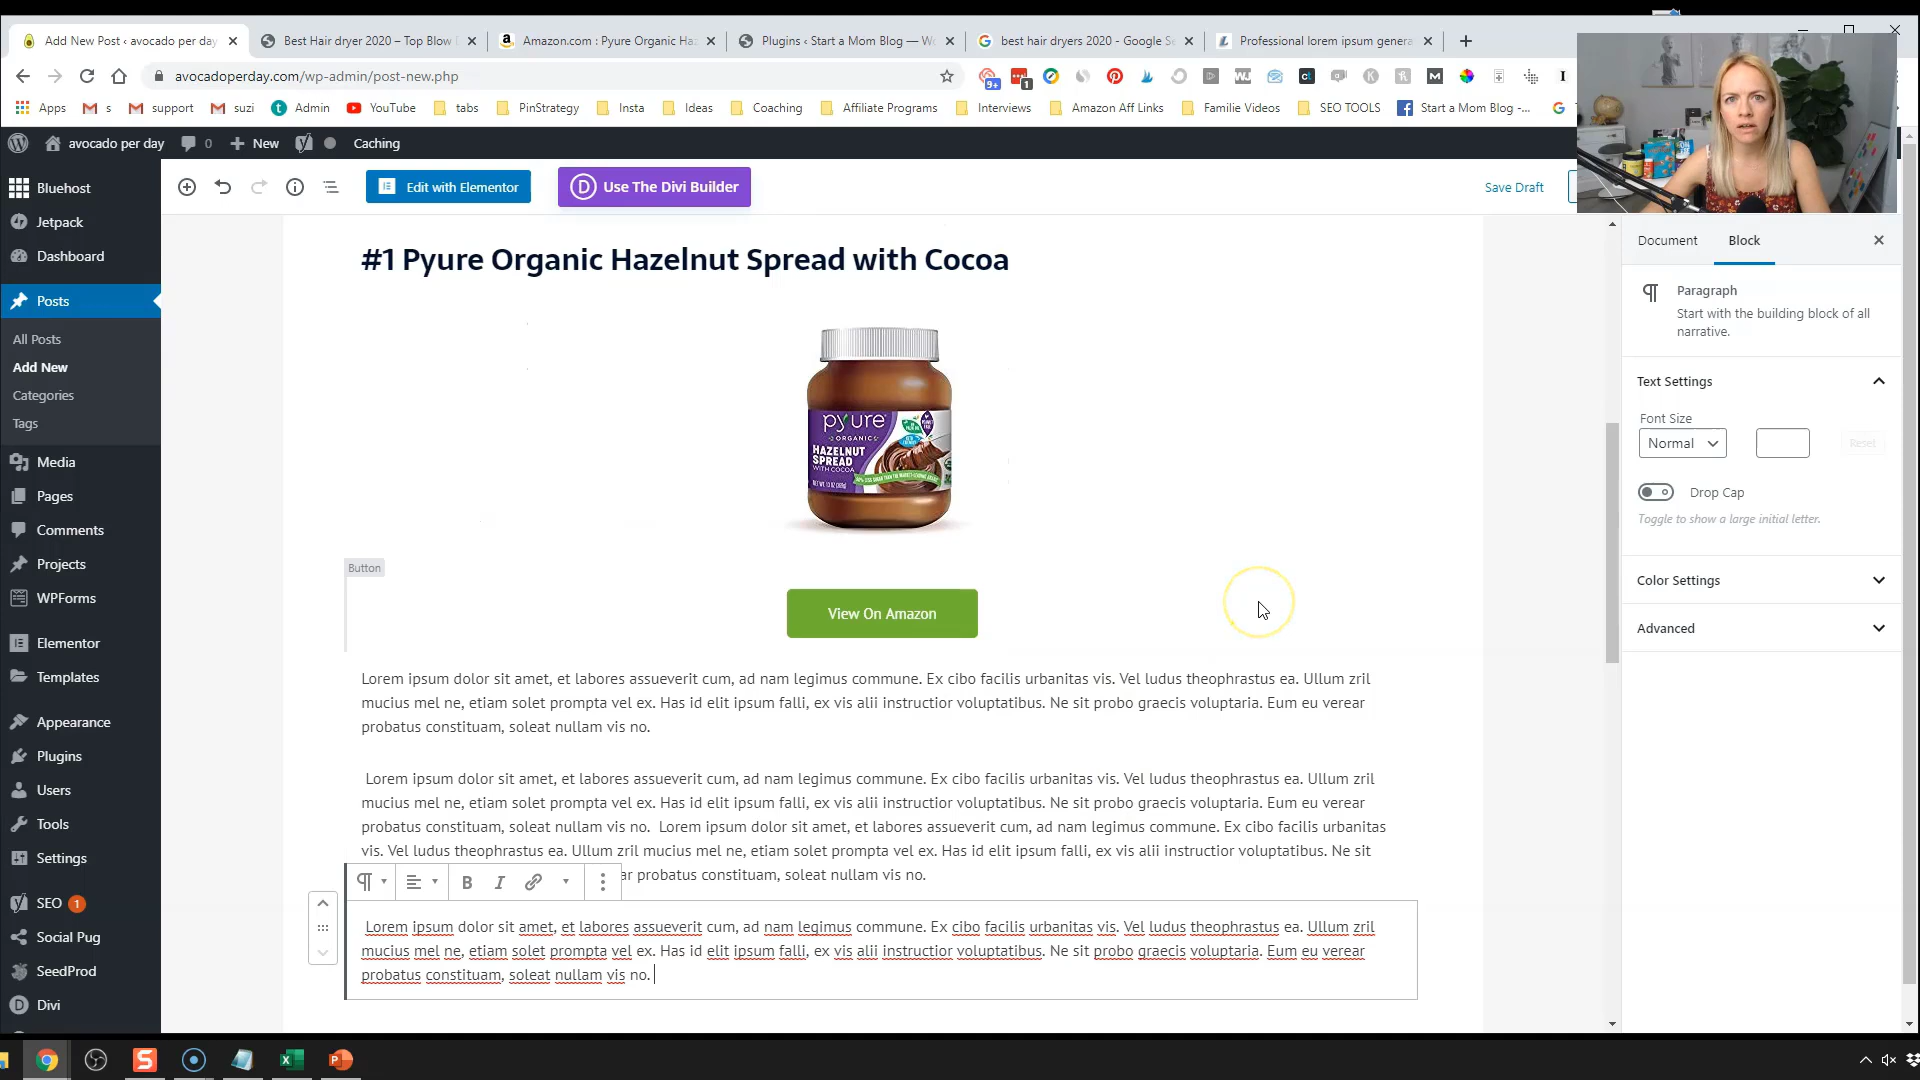 Add New Post ‹ avocado per day
Best Hair dryer 2020 – Top Blow
Amazon.com : Pyure Organic Haz
Plugins ‹ Start a Mom Blog — Wo
best hair dryers 2020 - Google Se
Professional lorem ipsum genera
avocadoperday.com/wp-admin/post-new.php
Apps
s
support
suzi
Admin
YouTube
tabs
PinStrategy
Insta
Ideas
Coaching
Affiliate Programs
Interviews
Amazon Aff Links
Familie Videos
SEO TOOLS
Start a Mom Blog -...
avocado per day
0
New
Caching
Bluehost
Jetpack
Dashboard
Posts
All Posts
Add New
Categories
Tags
Media
Pages
Comments
Projects
WPForms
Elementor
Templates
Appearance
Plugins
Users
Tools
Settings
SEO 1
Social Pug
SeedProd
Divi
Edit with Elementor
Use The Divi Builder
Save Draft
#1 Pyure Organic Hazelnut Spread with Cocoa
pyure
ORGANICS
HAZELNUT
SPREAD
WITH COCOA
Button
View On Amazon
Lorem ipsum dolor sit amet, et labores assueverit cum, ad nam legimus commune. Ex cibo facilis urbanitas vis. Vel ludus theophrastus ea. Ullum zril
mucius mel ne, etiam solet prompta vel ex. Has id elit ipsum falli, ex vis alii instructior voluptatibus. Ne sit probo graecis voluptaria. Eum eu verear
probatus constituam, soleat nullam vis no.
Lorem ipsum dolor sit amet, et labores assueverit cum, ad nam legimus commune. Ex cibo facilis urbanitas vis. Vel ludus theophrastus ea. Ullum zril
mucius mel ne, etiam solet prompta vel ex. Has id elit ipsum falli, ex vis alii instructior voluptatibus. Ne sit probo graecis voluptaria. Eum eu verear
probatus constituam, soleat nullam vis no. Lorem ipsum dolor sit amet, et labores assueverit cum, ad nam legimus commune. Ex cibo facilis urbanitas
vis. Vel ludus theophrastus ea. Ullum zril mucius mel ne, etiam solet prompta vel ex. Has id elit ipsum falli, ex vis alii instructior voluptatibus. Ne sit
ar probatus constituam, soleat nullam vis no.
B I
Lorem ipsum dolor sit amet, et labores assueverit cum, ad nam legimus commune. Ex cibo facilis urbanitas vis. Vel ludus theophrastus ea. Ullum zril
mucius mel ne, etiam solet prompta vel ex. Has id elit ipsum falli, ex vis alii instructior voluptatibus. Ne sit probo graecis voluptaria. Eum eu verear
probatus constituam, soleat nullam vis no.
Document
Block
Paragraph
Start with the building block of all
narrative.
Text Settings
Font Size
Normal
Reset
Drop Cap
Toggle to show a large initial letter.
Color Settings
Advanced